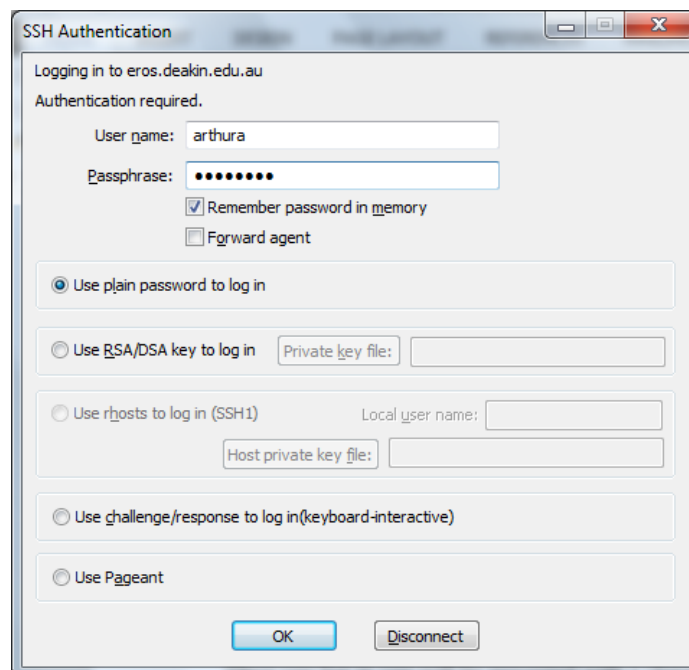 SSH Authentication
Logging in to eros.deakin.edu.au
Authentication required.
User name: arthura
Passphrase: ●●●●●●●●
Remember password in memory
Forward agent
Use plain password to log in
Use RSA/DSA key to log in Private key file:
Use rhosts to log in (SSH1) Local user name:
Host private key file:
Use challenge/response to log in(keyboard-interactive)
Use Pageant
OK Disconnect